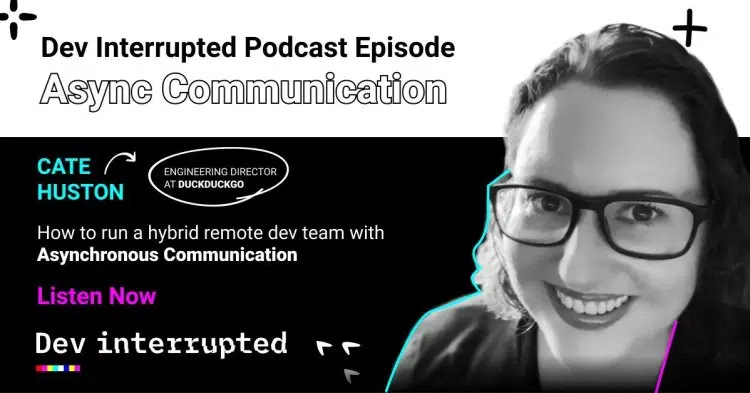 Dev Interrupted Podcast Episode
Async Communication
CATE
HUSTON
ENGINEERING DIRECTOR
AT DUCKDUCKGO
How to run a hybrid remote dev team with
Asynchronous Communication
Listen Now
Dev interrupted